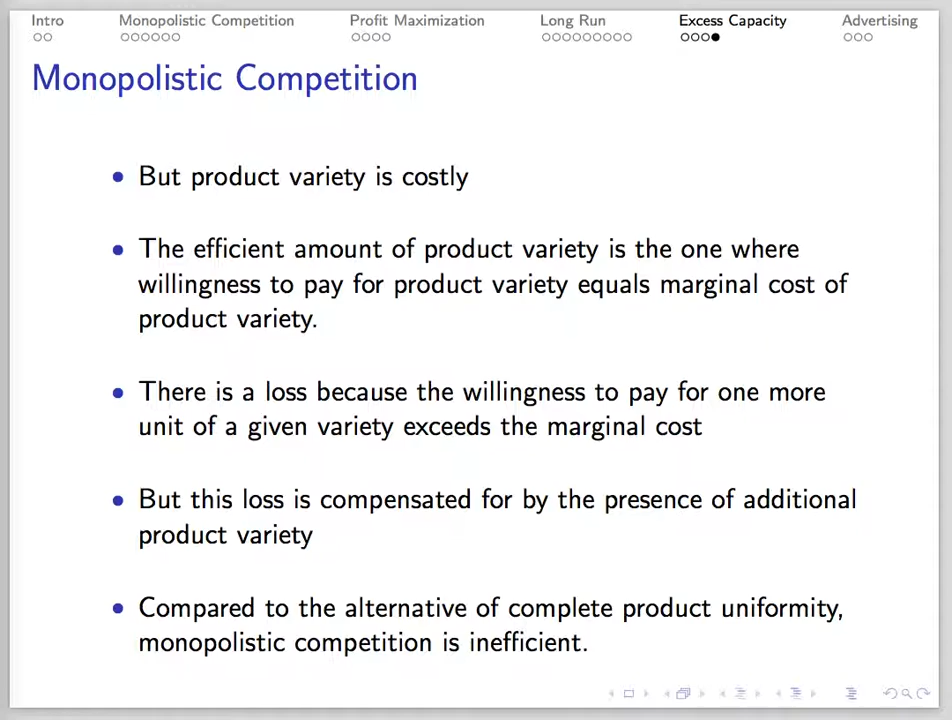 Intro Monopolistic Competition Profit Maximization Long Run Excess Capacity Advertising
Monopolistic Competition
But product variety is costly
The efficient amount of product variety is the one where
willingness to pay for product variety equals marginal cost of
product variety.
There is a loss because the willingness to pay for one more
unit of a given variety exceeds the marginal cost
But this loss is compensated for by the presence of additional
product variety
Compared to the alternative of complete product uniformity,
monopolistic competition is inefficient.